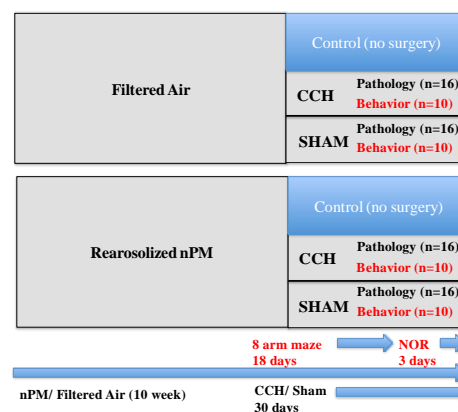 Control (no surgery)
Filtered Air
CCH
Pathology (n=16)
Behavior (n=10)
SHAM
Pathology (n=16)
Behavior (n=10)
Control (no surgery)
Rearosolized nPM
CCH
Pathology (n=16)
Behavior (n=10)
SHAM
Pathology (n=16)
Behavior (n=10)
8 arm maze
18 days
NOR
3 days
nPM/ Filtered Air (10 week)
CCH/ Sham
30 days